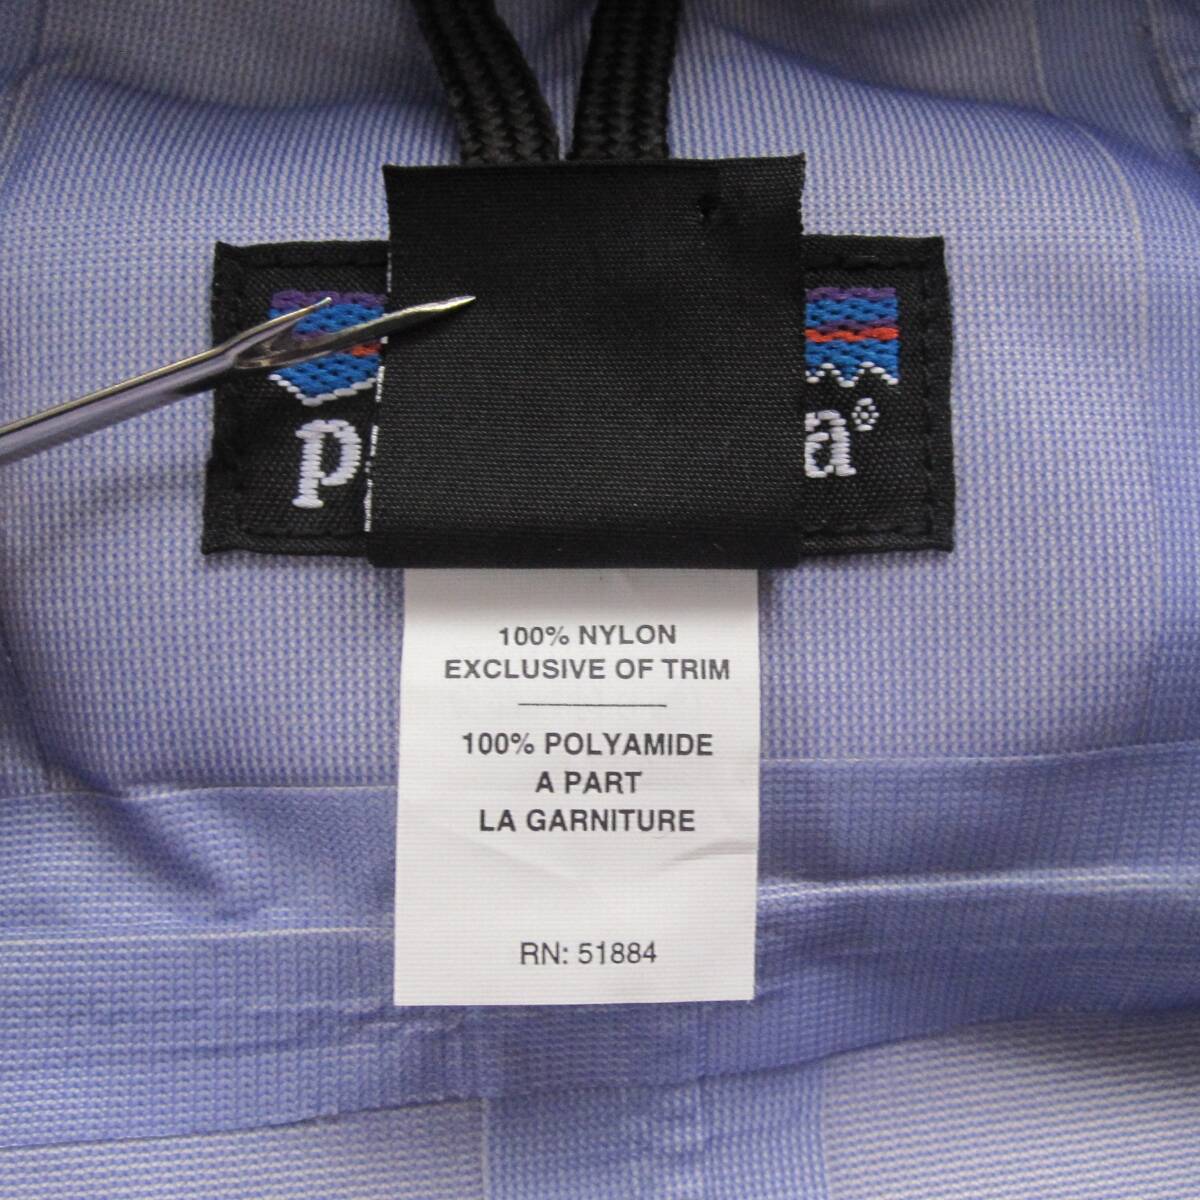 p a®
100% NYLON
EXCLUSIVE OF TRIM
100% POLYAMIDE
A PART
LA GARNITURE
RN: 51884